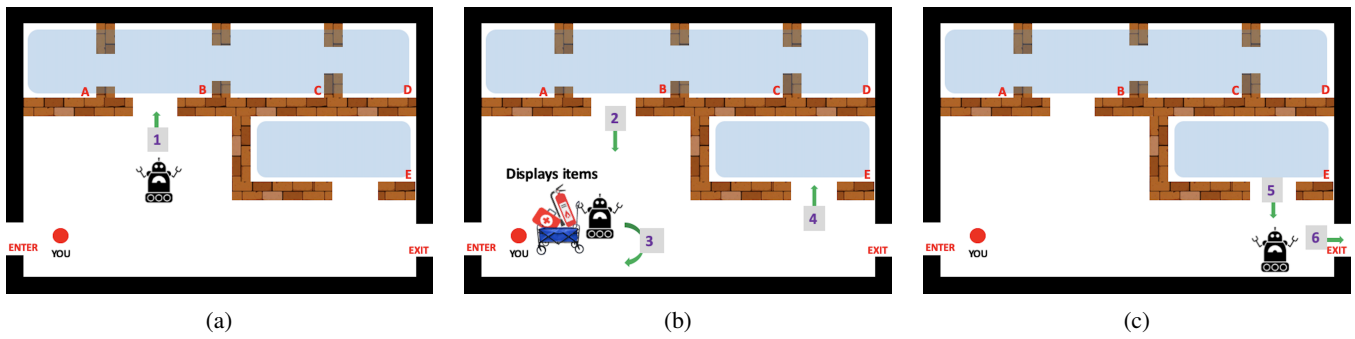 A B C D
1
E
ENTER
YOU
EXIT
(a)
A B C D
2
E
Displays items
4
3
ENTER
YOU
EXIT
(b)
A B C D
E
5
6
ENTER
YOU
EXIT
(c)